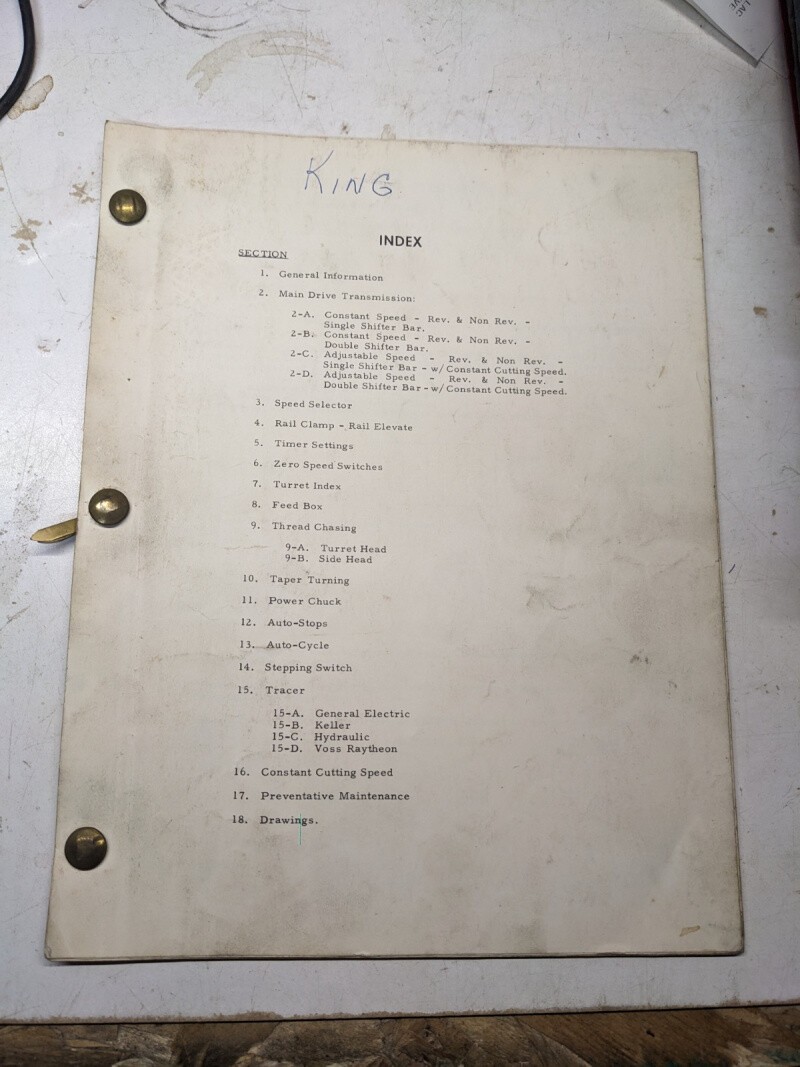 KING
INDEX
SECTION
1. General Information
2. Main Drive Transmission:
2-A. Constant Speed - Rev. & Non Rev. -
Single Shifter Bar.
2-B. Constant Speed - Rev. & Non Rev. -
Double Shifter Bar.
2-C. Adjustable Speed - Rev. & Non Rev. -
Single Shifter Bar - w/Constant Cutting Speed.
2-D. Adjustable Speed - Rev. & Non Rev. -
Double Shifter Bar - w/Constant Cutting Speed.
3. Speed Selector
4. Rail Clamp - Rail Elevate
5. Timer Settings
6. Zero Speed Switches
7. Turret Index
8. Feed Box
9. Thread Chasing
9-A. Turret Head
9-B. Side Head
10. Taper Turning
11. Power Chuck
12. Auto-Stops
13. Auto-Cycle
14. Stepping Switch
15. Tracer
15-A. General Electric
15-B. Keller
15-C. Hydraulic
15-D. Voss Raytheon
16. Constant Cutting Speed
17. Preventative Maintenance
18. Drawings.